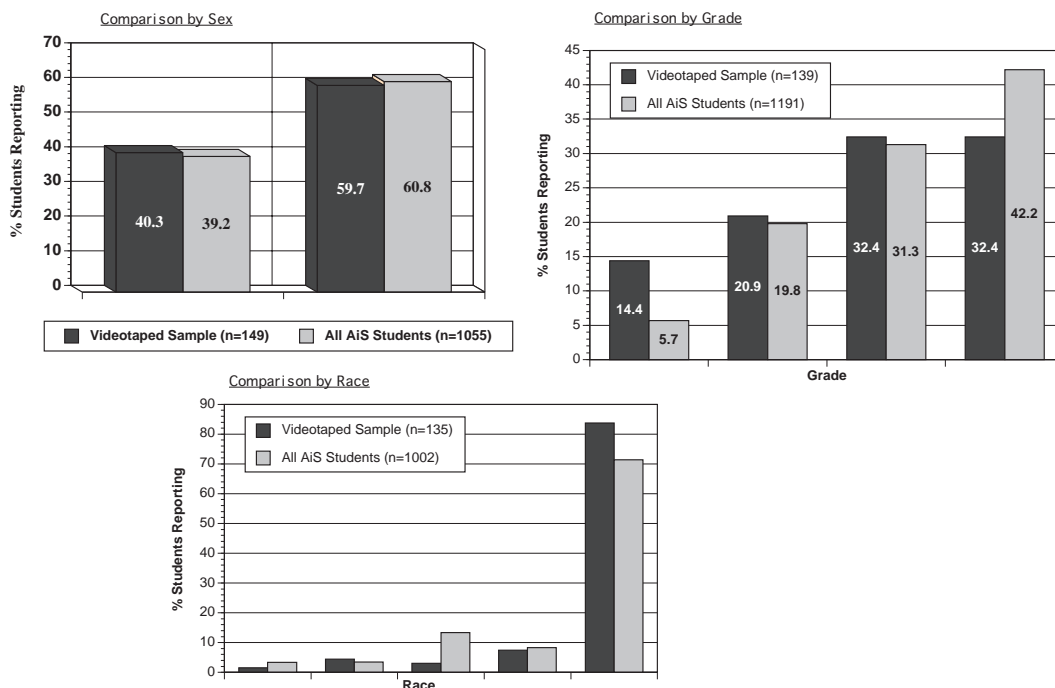 Comparison by Sex
% Students Reporting
70
60
50
40
30
20
10
0
40.3
39.2
59.7
60.8
Videotaped Sample (n=149)
All AiS Students (n=1055)
Comparison by Grade
% Students Reporting
45
40
35
30
25
20
15
10
5
0
Videotaped Sample (n=139)
All AiS Students (n=1191)
14.4
5.7
20.9
19.8
32.4
31.3
32.4
42.2
Grade
Comparison by Race
% Students Reporting
90
80
70
60
50
40
30
20
10
0
Videotaped Sample (n=135)
All AiS Students (n=1002)
Race